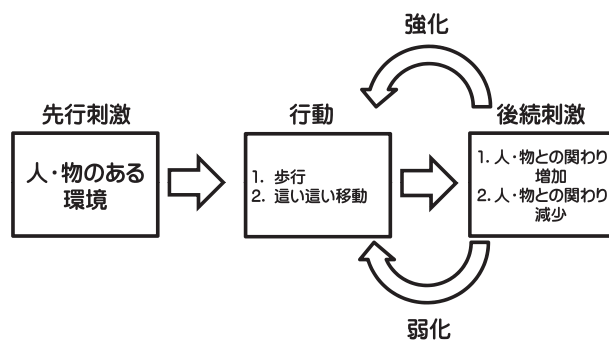 強化
先行刺激
行動
後続刺激
人・物のある
環境
1. 歩行
2. 這い這い移動
1. 人・物との関わり
増加
2. 人・物との関わり
減少
弱化